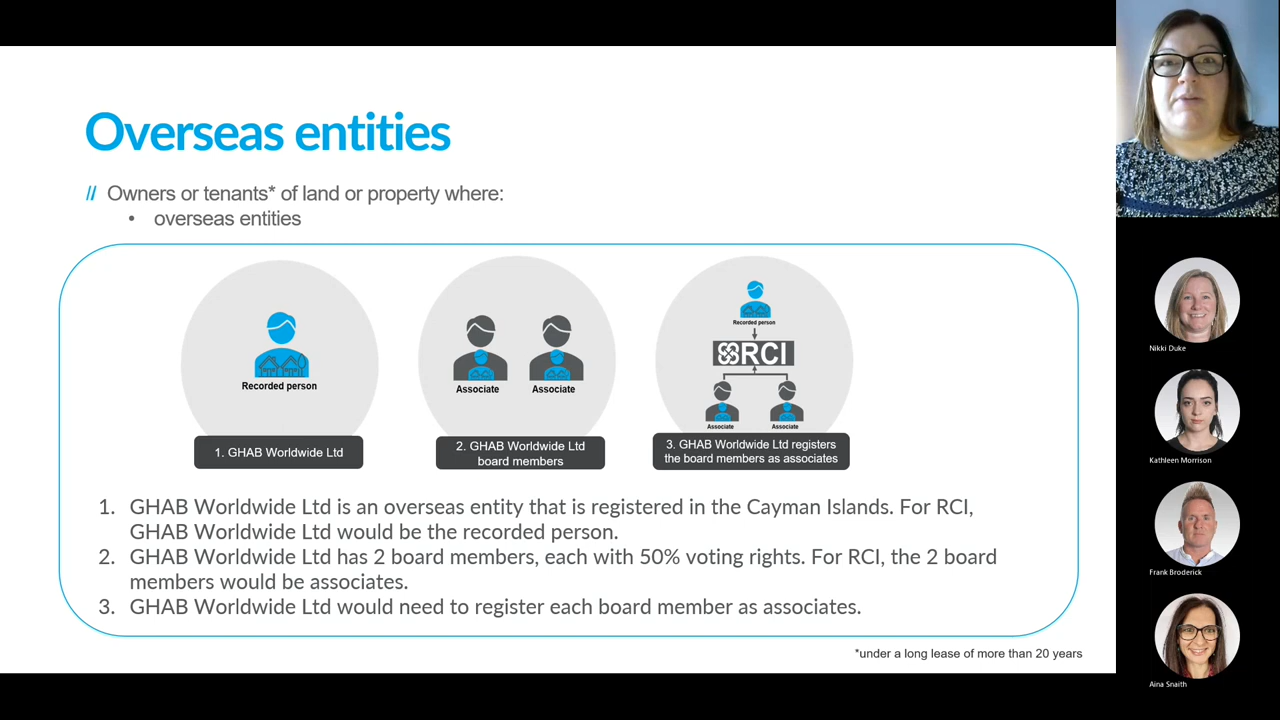 Overseas entities
// Owners or tenants* of land or property where:
• overseas entities
Recorded person
1. GHAB Worldwide Ltd
Associate
Associate
2. GHAB Worldwide Ltd
board members
Recorded person
RCI
Associate
Associate
3. GHAB Worldwide Ltd registers
the board members as associates
1. GHAB Worldwide Ltd is an overseas entity that is registered in the Cayman Islands. For RCI,
GHAB Worldwide Ltd would be the recorded person.
2. GHAB Worldwide Ltd has 2 board members, each with 50% voting rights. For RCI, the 2 board
members would be associates.
3. GHAB Worldwide Ltd would need to register each board member as associates.
*under a long lease of more than 20 years
Nikki Duke
Kathleen Morrison
Frank Broderick
Aina Snaith